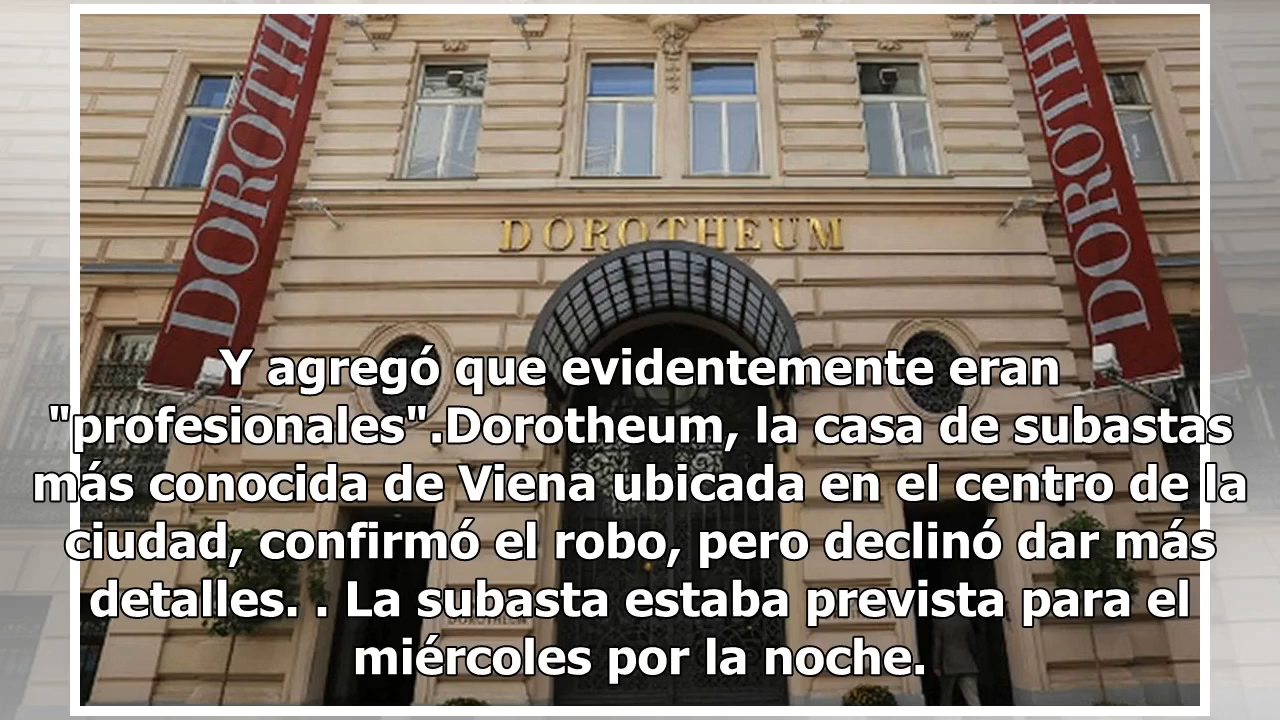 DOROTHE
DOROTHE
DOROTHEUM
Y agregó que evidentemente eran
"profesionales".Dorotheum, la casa de subastas
más conocida de Viena ubicada en el centro de la
ciudad, confirmó el robo, pero declinó dar más
detalles. . La subasta estaba prevista para el
miércoles por la noche.
DOROTHEUM